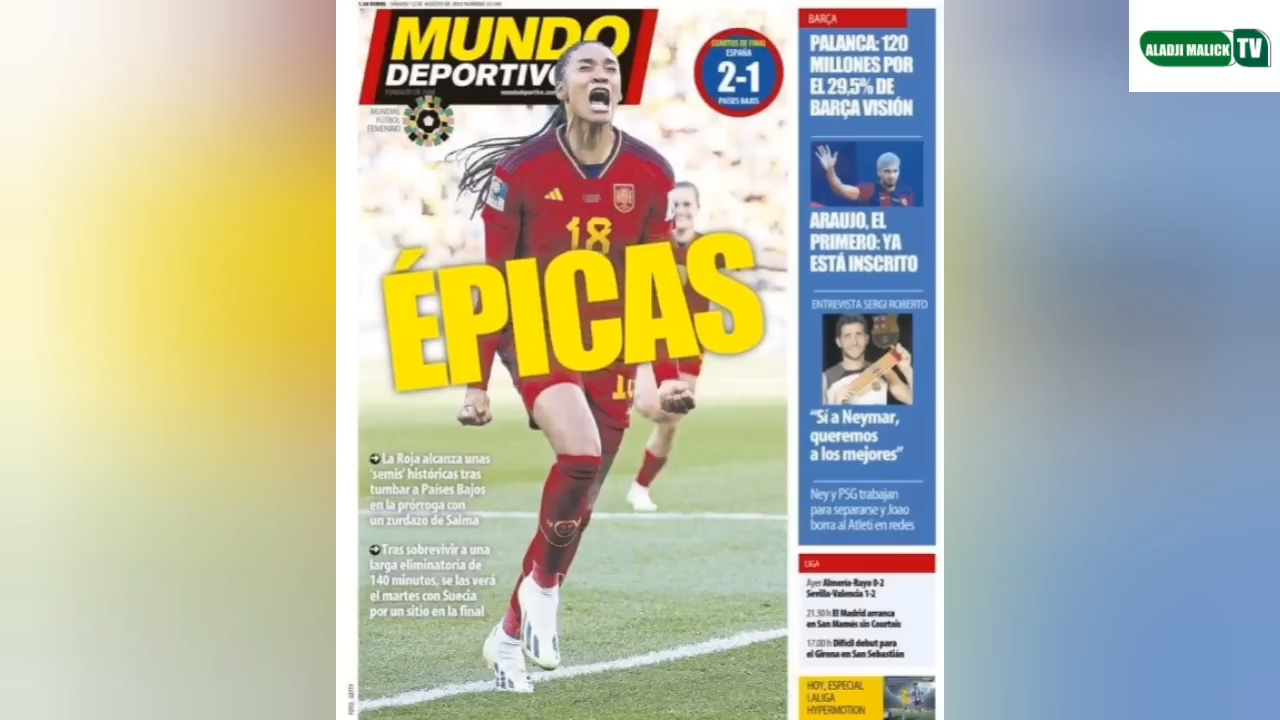 ALADJI MALICK TV
MUNDO
DEPORTIVO
MUNDIAL
FÚTBOL
FEMENINO
CUARTOS DE FINAL
ESPAÑA
2-1
PAÍSES BAJOS
18
ÉPICAS
La Roja alcanza unas
'semis' históricas tras
tumbar a Países Bajos
en la prórroga con
un zurdazo de Salma
Tras sobrevivir a una
larga eliminatoria de
140 minutos, se las verá
el martes con Suecia
por un sitio en la final
BARÇA
PALANCA: 120
MILLONES POR
EL 29,5% DE
BARÇA VISIÓN
ARAUJO, EL
PRIMERO: YA
ESTÁ INSCRITO
ENTREVISTA SERGI ROBERTO
“Sí a Neymar,
queremos
a los mejores”
Ney y PSG trabajan
para separarse y Joao
borra al Atleti en redes
LIGA
Ayer Almería-Rayo 0-2
Sevilla-Valencia 1-2
21.30 h El Madrid arranca
en San Mamés sin Courtois
17.00 h Difícil debut para
el Girona en San Sebastián
HOY, ESPECIAL
LALIGA
HYPERMOTION